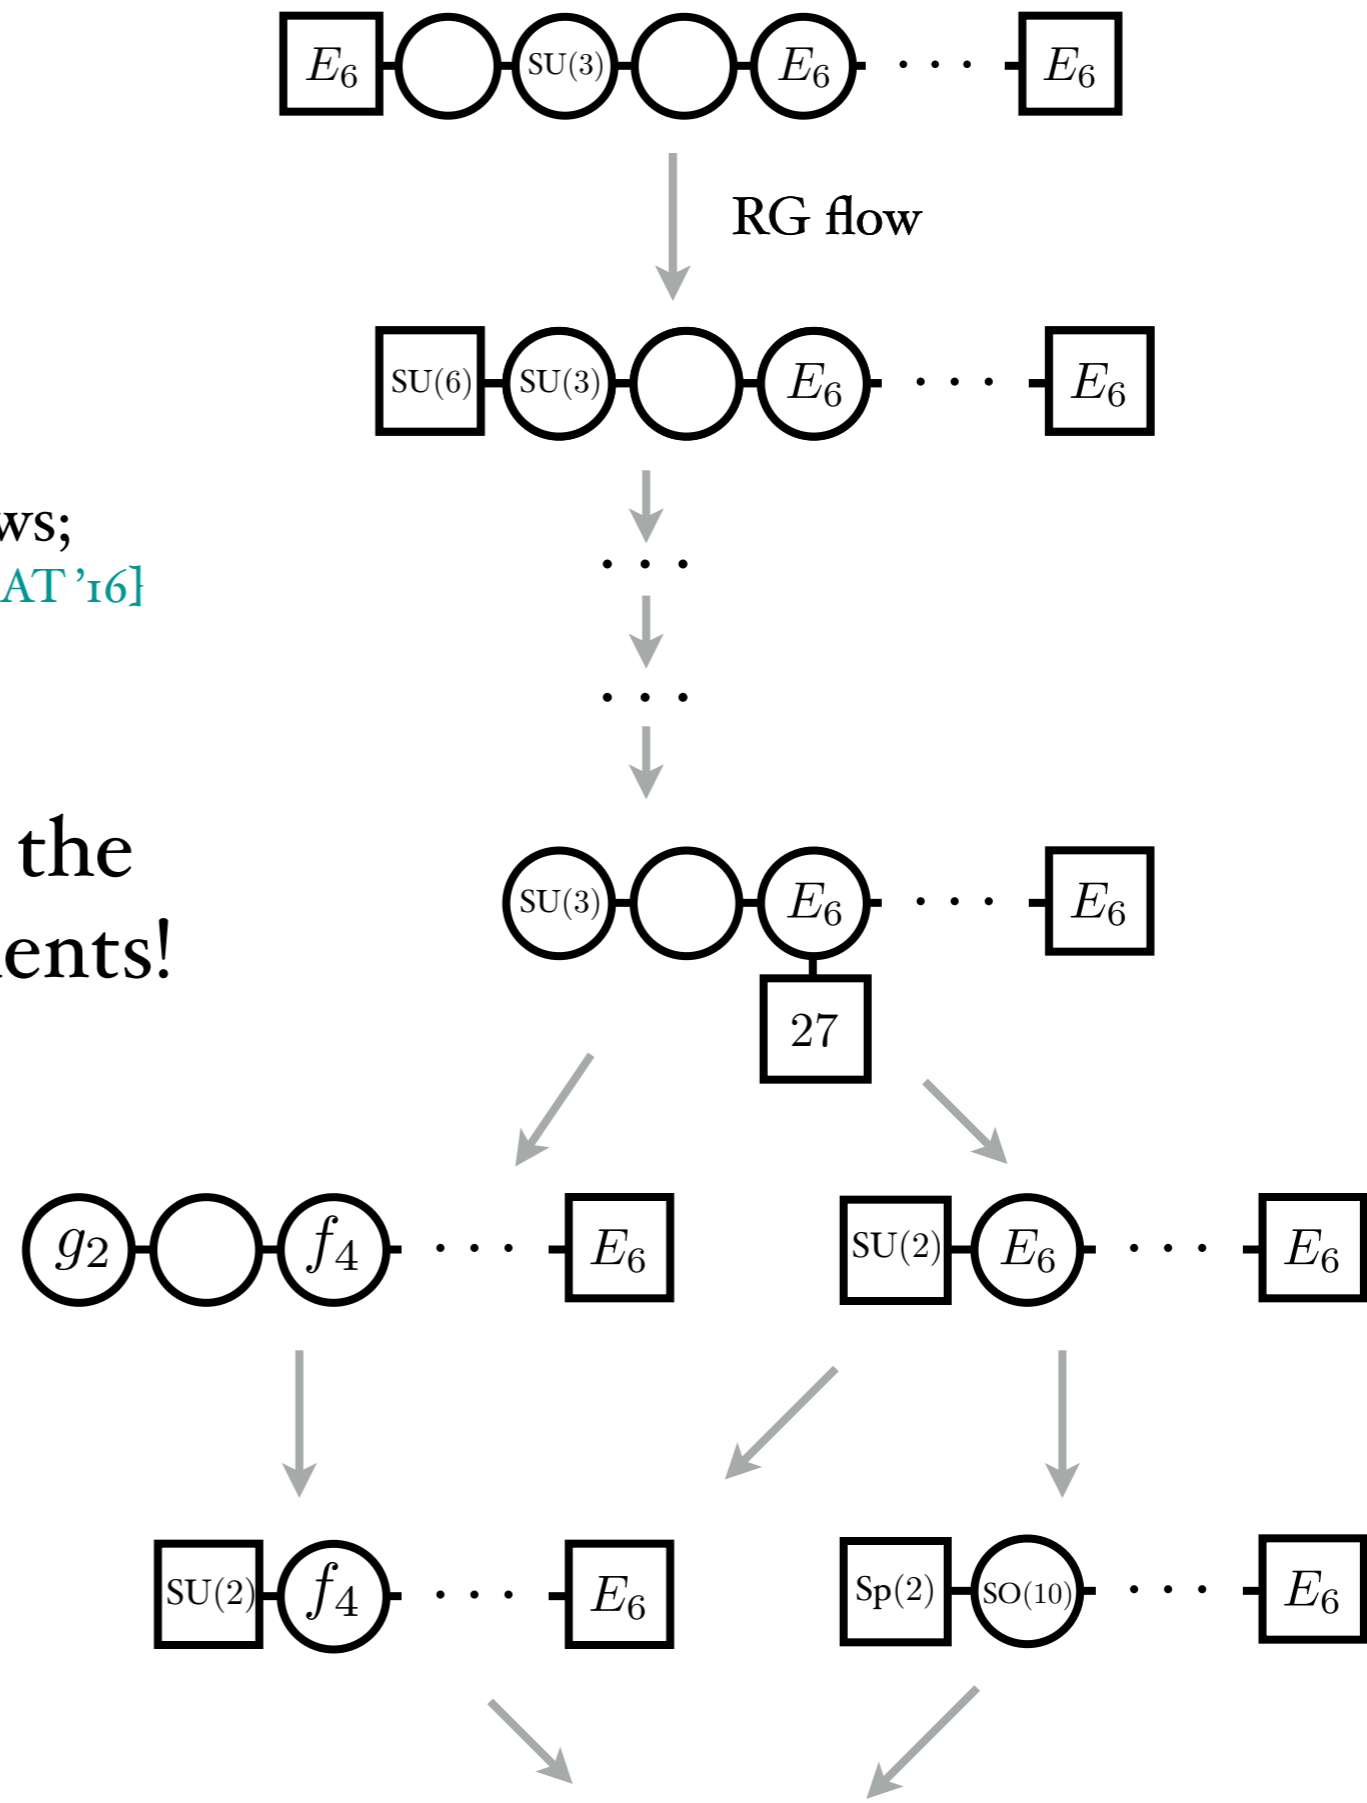 E₆ SU(3) E₆ · · · E₆
RG flow
SU(6) SU(3) E₆ · · · E₆
ws;
AT ’16]
· · ·
· · ·
the
ents!
SU(3) E₆ · · · E₆
27
g₂ f₄ · · · E₆
SU(2) E₆ · · · E₆
SU(2) f₄ · · · E₆
Sp(2) SO(10) · · · E₆